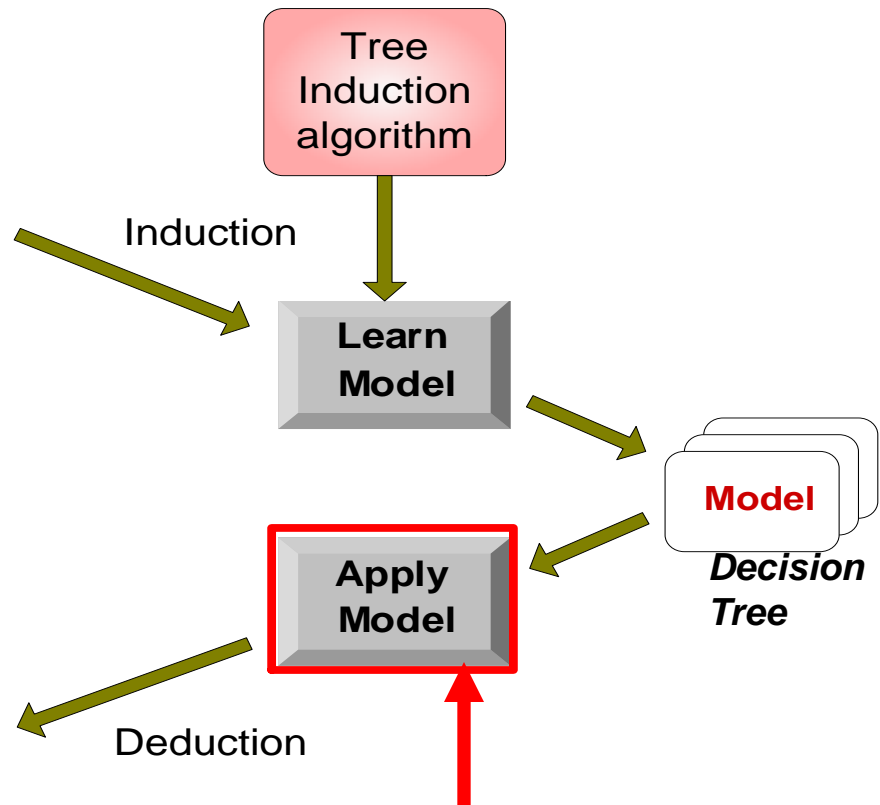 Tree
Induction
algorithm
Induction
Learn
Model
Model
Decision
Tree
Apply
Model
Deduction